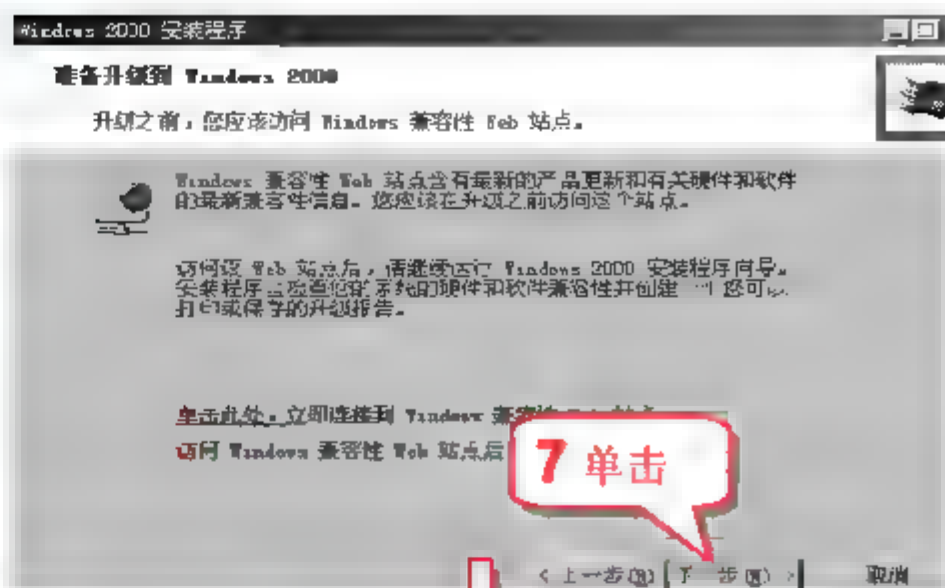 Windows 2000 安装程序
准备升级到 Windows 2000
升级之前，您应该访问 Windows 兼容性 Web 站点。
Windows 兼容性 Web 站点含有最新的产品更新和有关硬件和软件
的最新兼容性信息。您应该在升级之前访问这个站点。
访问该 Web 站点后，请继续运行 Windows 2000 安装程序向导。
安装程序会检查您的系统的硬件和软件兼容性并创建一个您可以
打印或保存的升级报告。
单击此处，立即连接到 Windows 兼容性 Web 站点
访问 Windows 兼容性 Web 站点后
7 单击
< 上一步(B) 下一步(N) > 取消